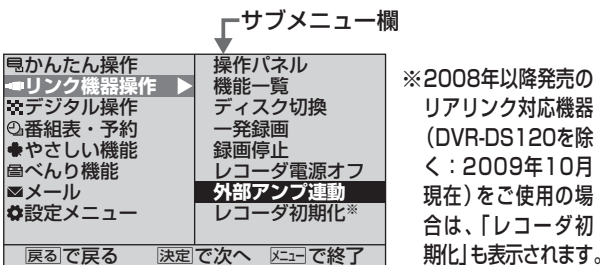 サブメニュー欄
かんたん操作
リンク機器操作 ▶
デジタル操作
番組表・予約
やさしい機能
べんり機能
メール
設定メニュー
操作パネル
機能一覧
ディスク切換
一発録画
録画停止
レコーダ電源オフ
外部アンプ連動
レコーダ初期化※
戻る で戻る 決定 で次へ メニュー で終了
※2008年以降発売の
リアリンク対応機器
(DVR-DS120を除
く：2009年10月
現在)をご使用の場
合は、「レコーダ初
期化」も表示されます。